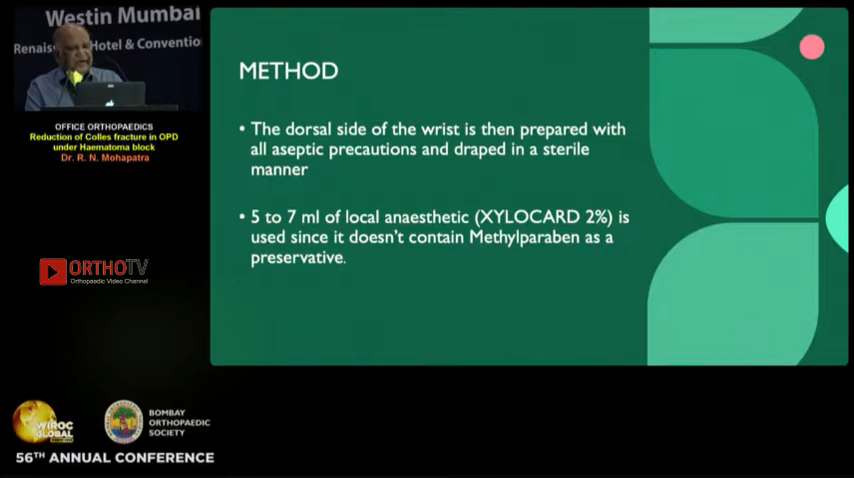 Westin Mumbai
Hotel & Convention
OFFICE ORTHOPAEDICS
Reduction of Colles fracture in OPD
under Haematoma block
Dr. R. N. Mohapatra
ORTHOTV
Orthopaedic Video Channel
METHOD
• The dorsal side of the wrist is then prepared with
all aseptic precautions and draped in a sterile
manner
• 5 to 7 ml of local anaesthetic (XYLOCARD 2%) is
used since it doesn't contain Methylparaben as a
preservative.
WIROC
GLOBAL
BOMBAY
ORTHOPAEDIC
SOCIETY
56TH ANNUAL CONFERENCE